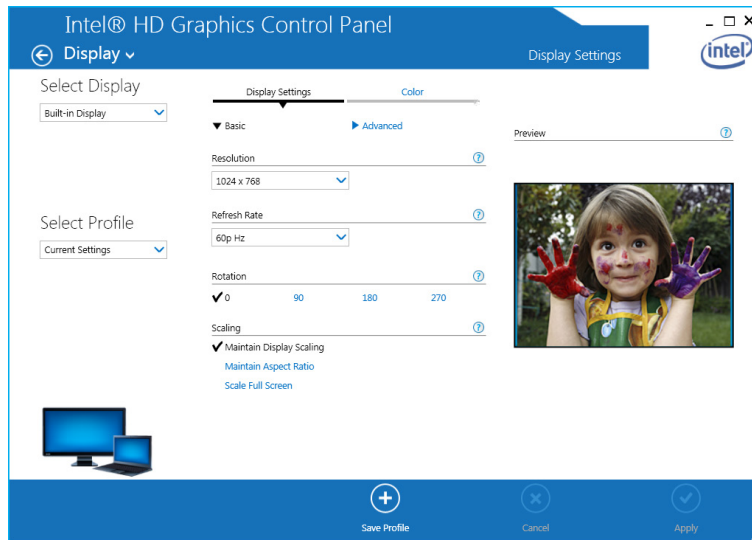 Intel® HD Graphics Control Panel
Display
Display Settings
intel
Select Display
Built-in Display
Select Profile
Current Settings
Display Settings
Color
Basic
Advanced
Resolution
?
1024 x 768
Refresh Rate
?
60p Hz
Rotation
?
0 90 180 270
Scaling
?
Maintain Display Scaling
Maintain Aspect Ratio
Scale Full Screen
Preview
?
Save Profile
Cancel
Apply